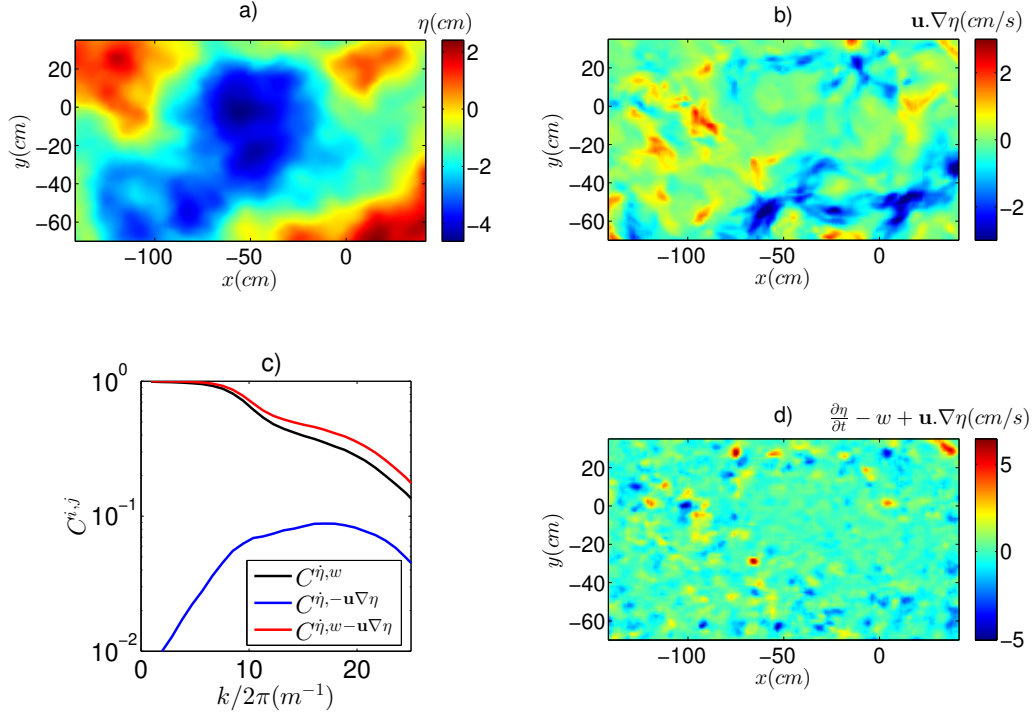 a)
η(cm)
20
0
−20
−40
−60
y(cm)
−100
−50
0
x(cm)
2
0
−2
−4
b)
u.∇η(cm/s)
20
0
−20
−40
−60
y(cm)
−100
−50
0
x(cm)
2
0
−2
c)
10⁰
10⁻¹
10⁻²
C^{i,j}
C^{η̇,w}
C^{η̇,−u∇η}
C^{η̇,w−u∇η}
0
10
20
k/2π(m⁻¹)
d)
∂η/∂t − w + u.∇η(cm/s)
20
0
−20
−40
−60
y(cm)
−100
−50
0
x(cm)
5
0
−5